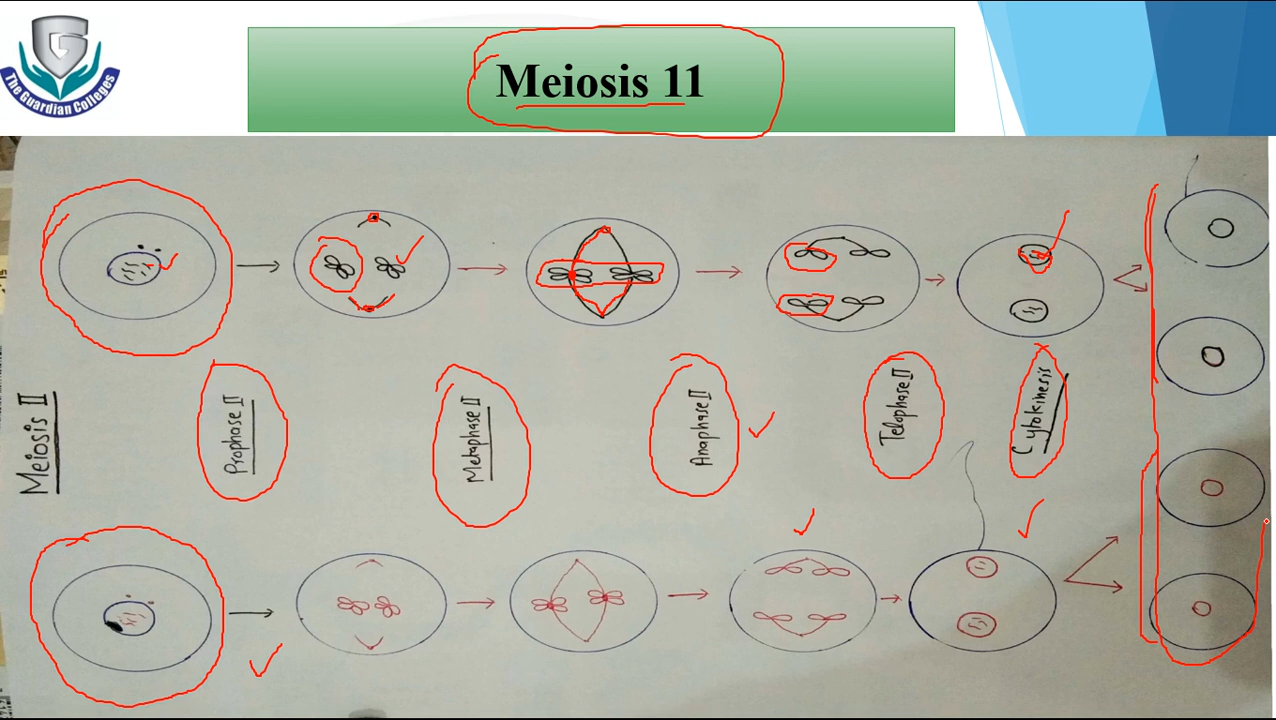 The Guardian Colleges
Meiosis 11
Meiosis II
Prophase II
Metaphase II
Anaphase II
Telophase II
Cytokinesis